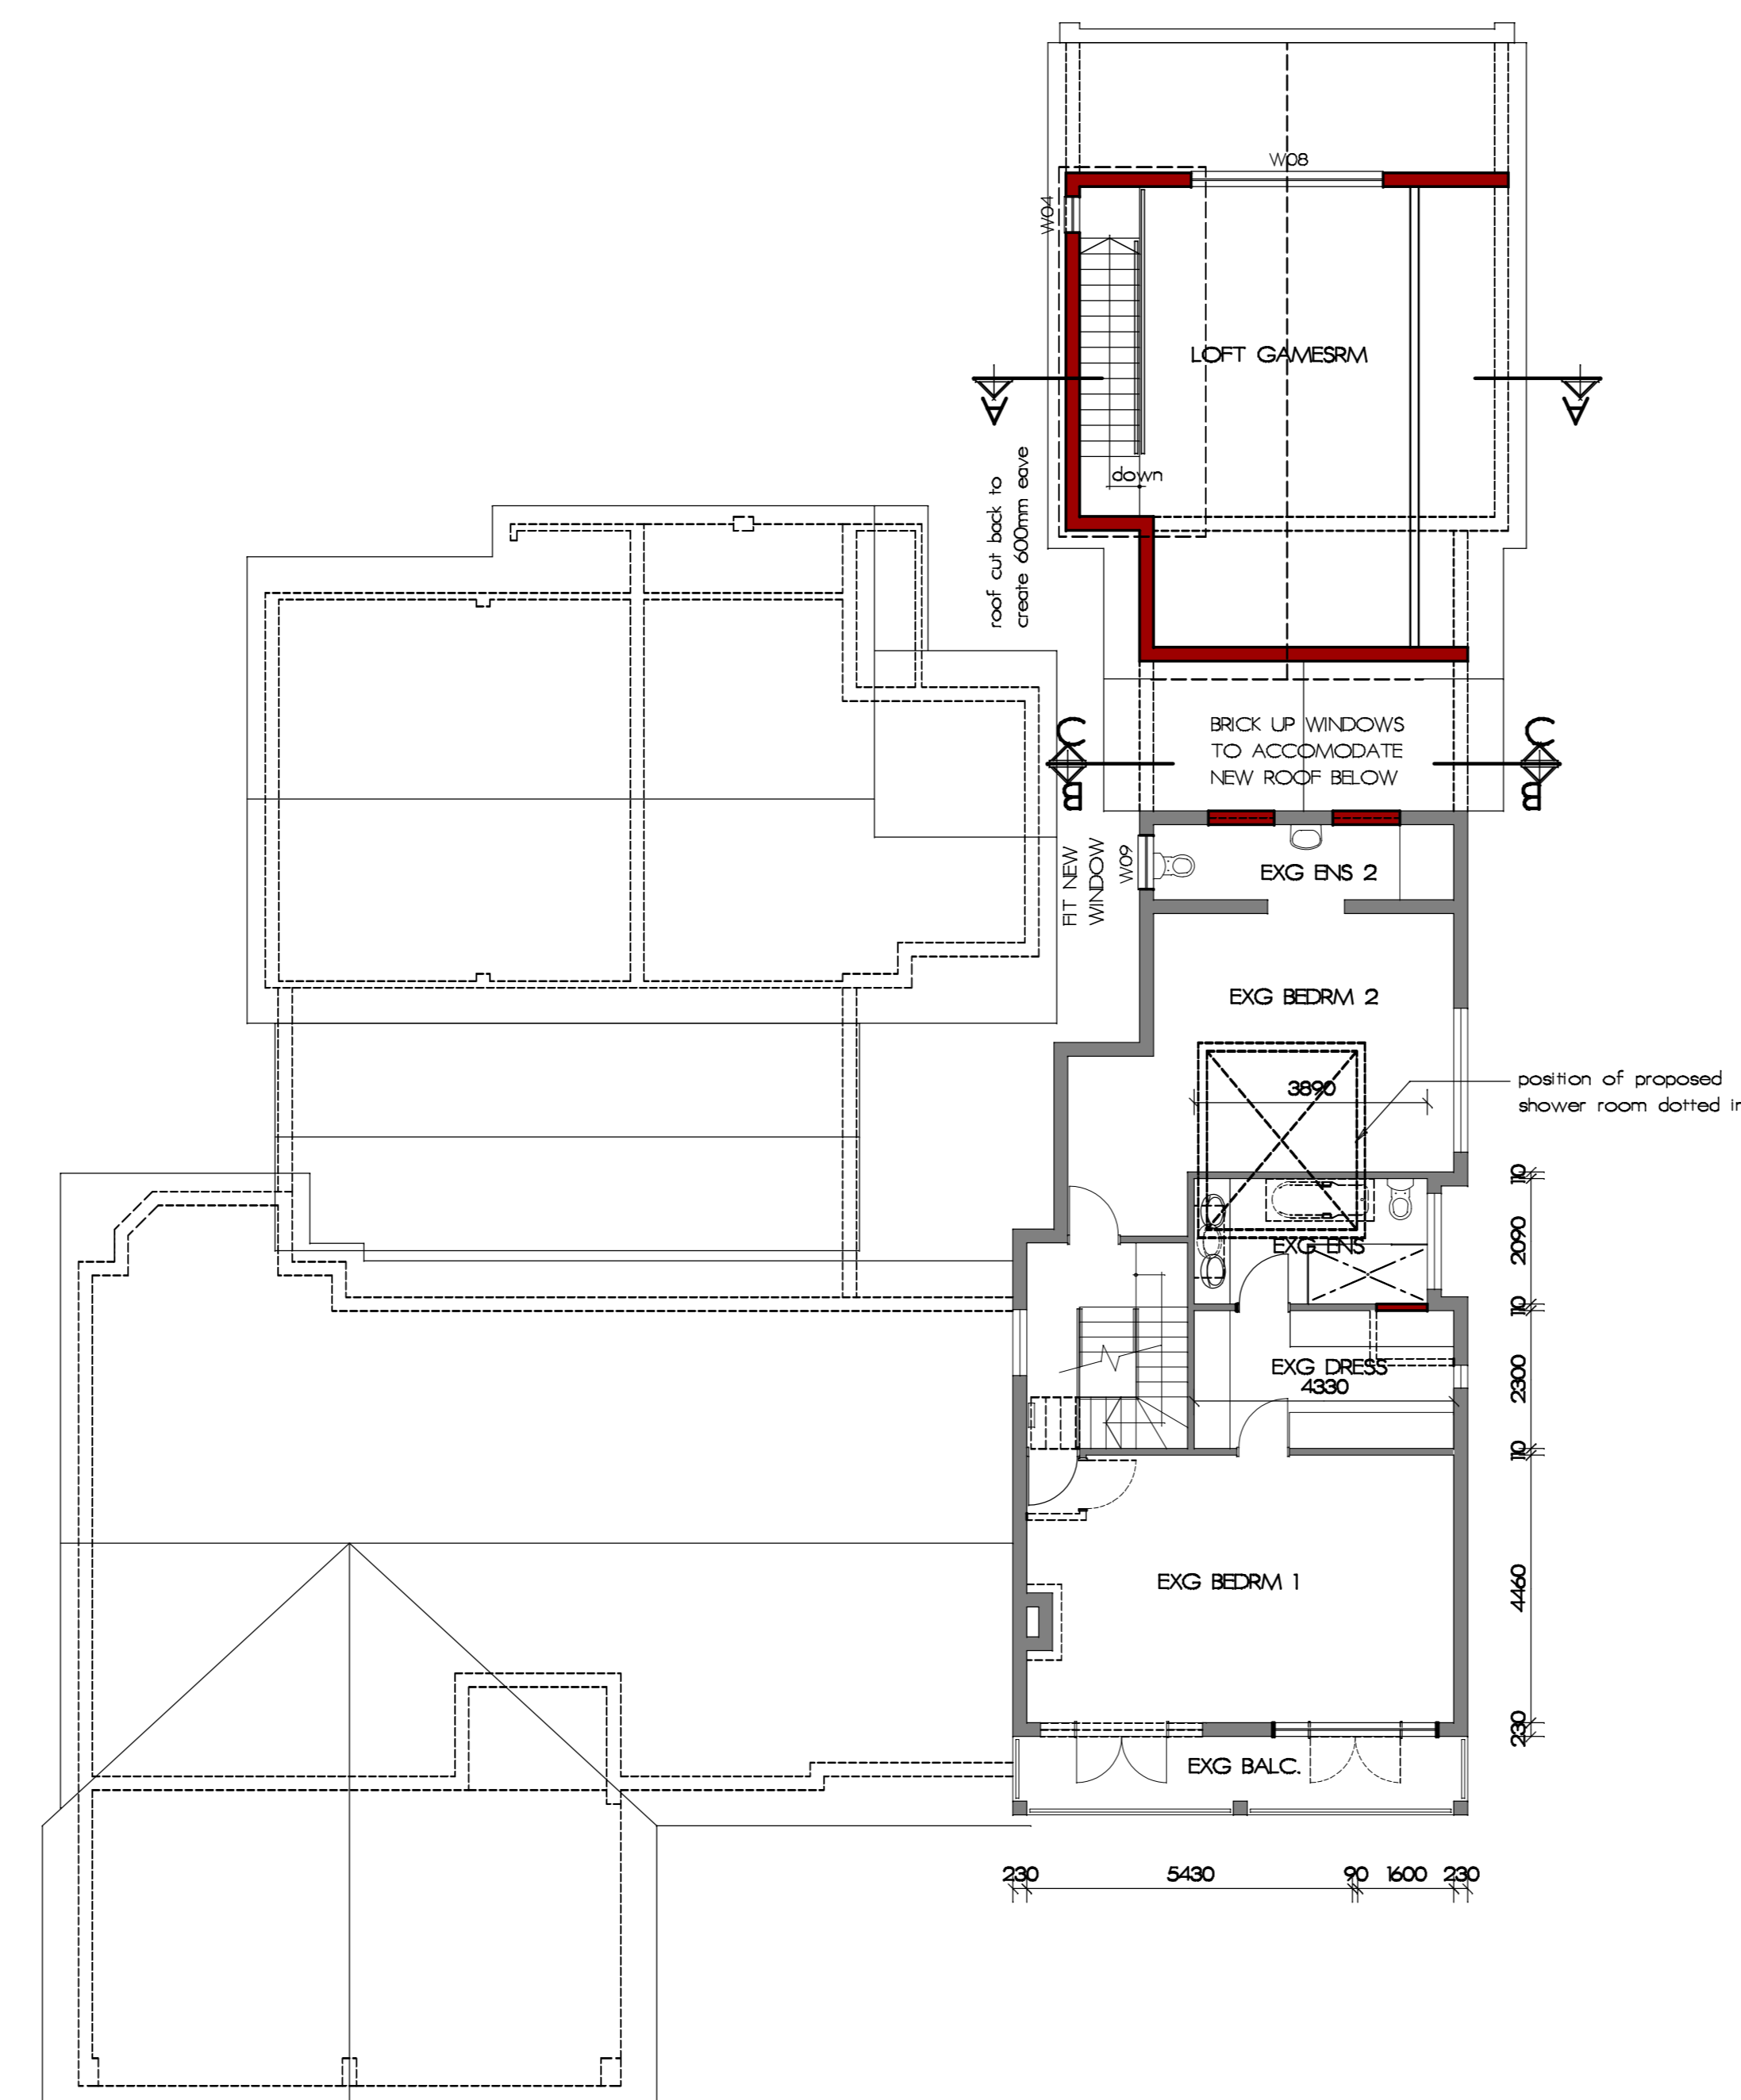 W08
W04
LOFT GAMESRM
A
A
down
roof cut back to
create 600mm eave
BRICK UP WINDOWS
TO ACCOMODATE
NEW ROOF BELOW
C
B
C
B
FIT NEW
WINDOW
W09
EXG ENS 2
EXG BEDRM 2
3890
position of proposed
shower room dotted
110
2090
EXG ENS
110
EXG DRESS
4330
2300
110
EXG BEDRM 1
4460
230
EXG BALC.
230
5430
90
1600
230